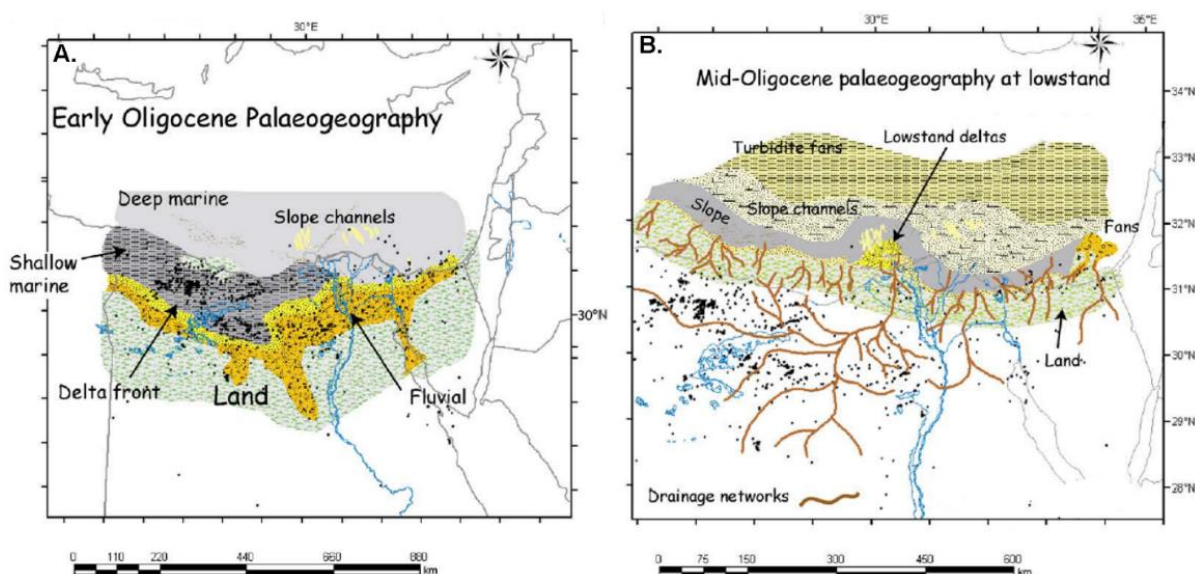 30°E
A.
Early Oligocene Palaeogeography
Deep marine
Slope channels
Shallow
marine
30°N
Delta front
Land
Fluvial
0 110 220 440 660 880
km
30°E 36°E
B.
Mid-Oligocene palaeogeography at lowstand
34°N
Lowstand deltas
Turbidite fans
33°N
Slope
Slope channels
32°N
Fans
31°N
Land
30°N
29°N
Drainage networks
28°N
0 75 150 300 450 600
km